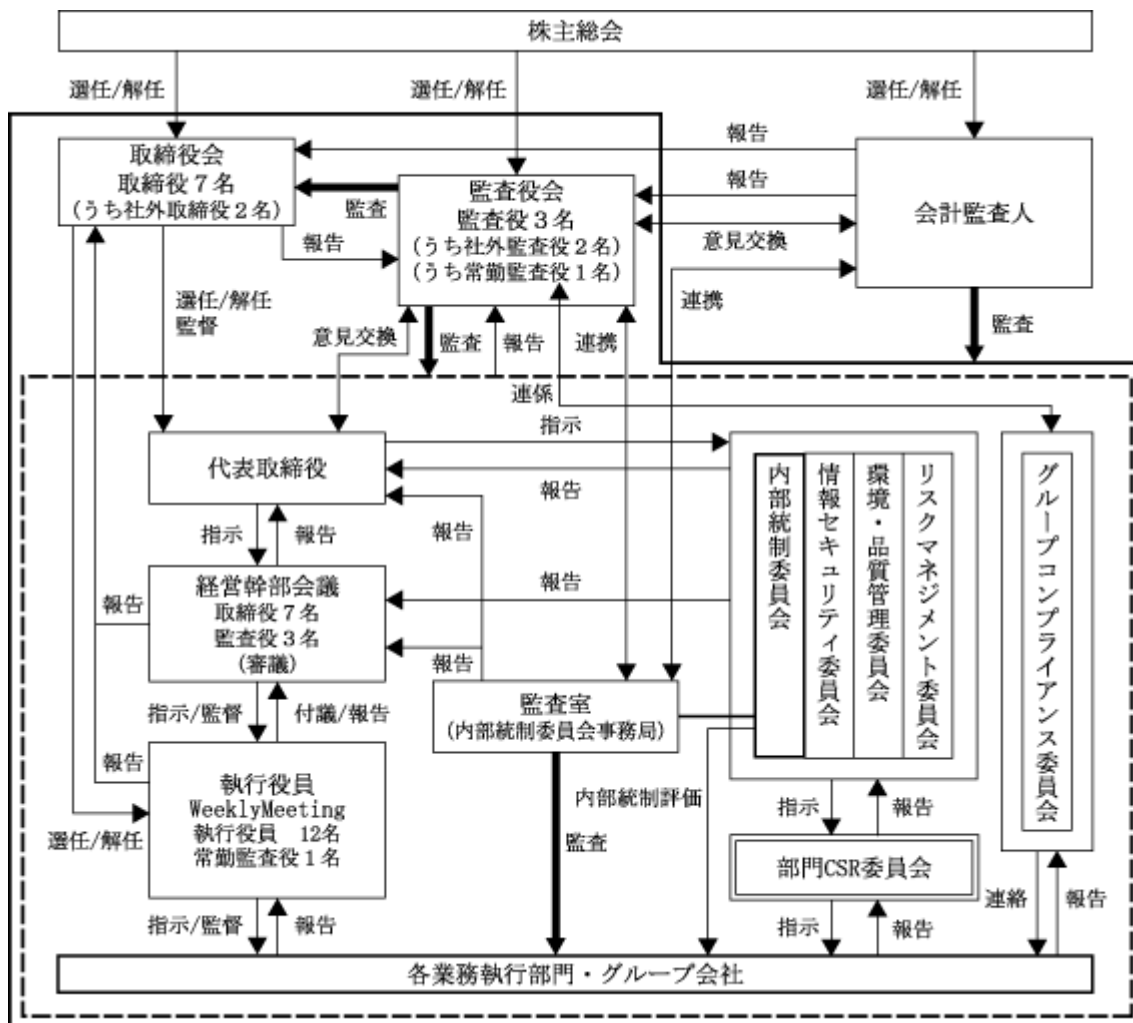 株主総会
選任/解任
選任/解任
選任/解任
取締役会
取締役７名
(うち社外取締役２名)
監査
報告
監査役会
監査役３名
(うち社外監査役２名)
(うち常勤監査役１名)
報告
報告
意見交換
会計監査人
連携
監査
選任/解任
監督
意見交換
監査
報告
連携
連係
代表取締役
指示
報告
報告
指示
報告
経営幹部会議
取締役７名
監査役３名
(審議)
報告
報告
報告
内部統制委員会
情報セキュリティ委員会
環境・品質管理委員会
リスクマネジメント委員会
グループコンプライアンス委員会
監査室
(内部統制委員会事務局)
指示/監督
付議/報告
報告
執行役員
WeeklyMeeting
執行役員　12名
常勤監査役１名
選任/解任
内部統制評価
監査
指示
報告
部門CSR委員会
指示
報告
連絡
報告
指示/監督
報告
各業務執行部門・グループ会社